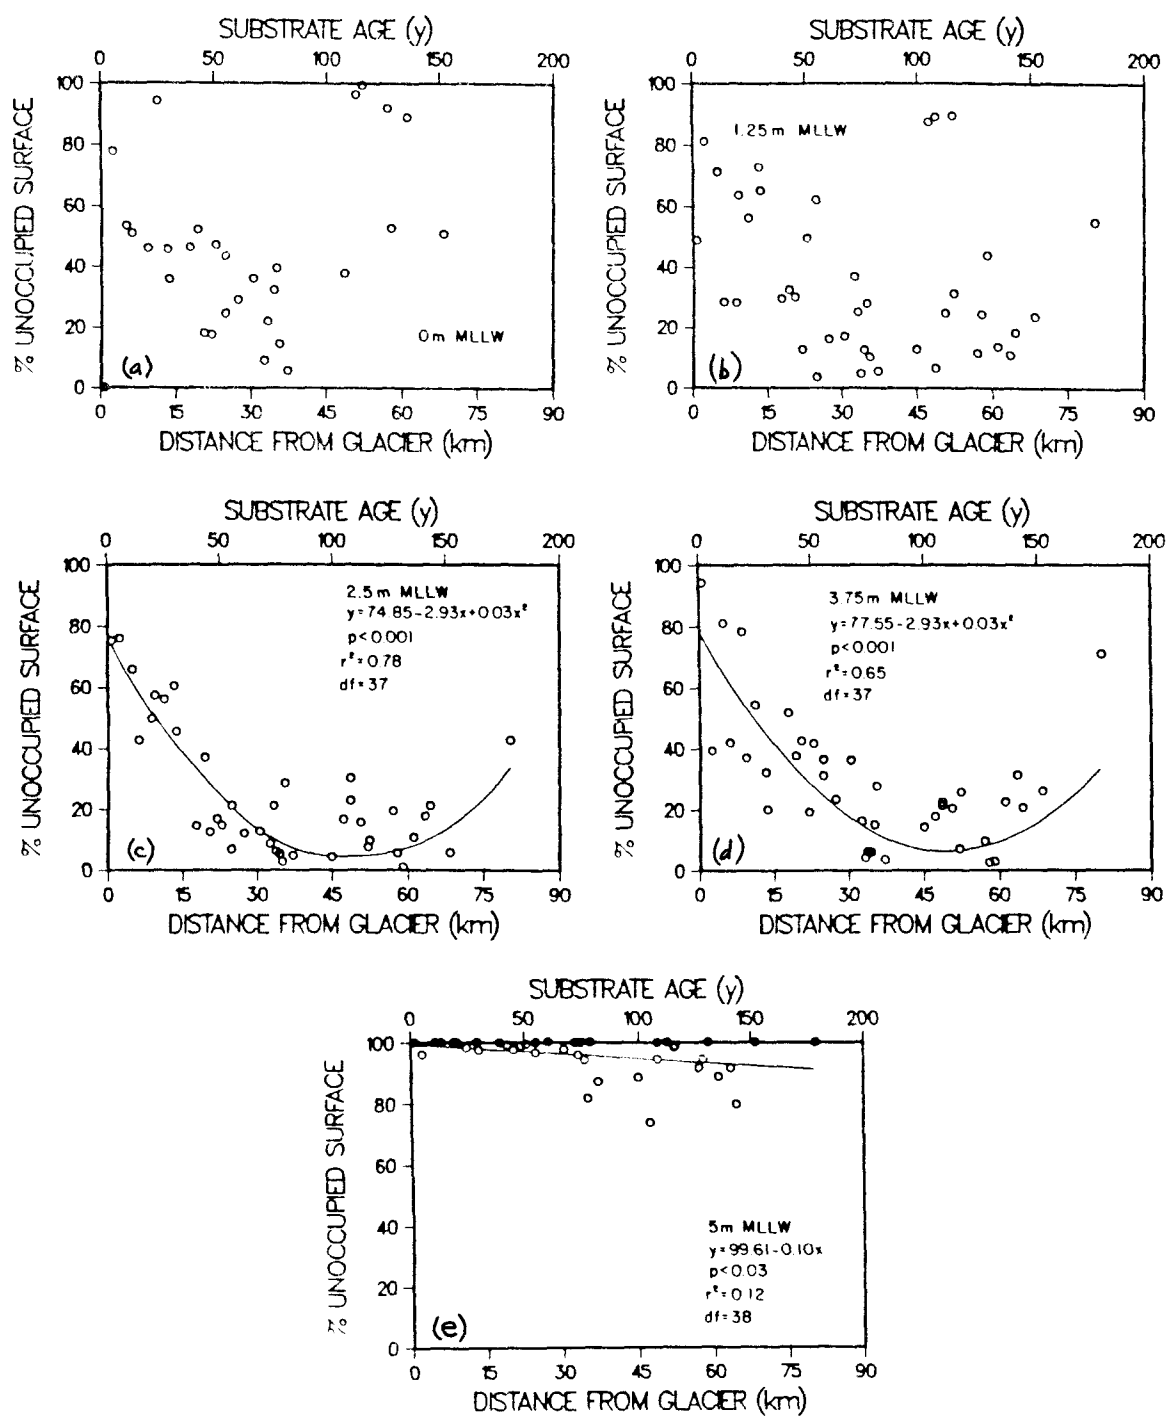 SUBSTRATE AGE (y)
0 50 100 150 200
100
80
60
40
20
0
% UNOCCUPIED SURFACE
0m MLLW
(a)
0 15 30 45 60 75 90
DISTANCE FROM GLACIER (km)
SUBSTRATE AGE (y)
0 50 100 150 200
100
80
60
40
20
0
% UNOCCUPIED SURFACE
1.25m MLLW
(b)
0 15 30 45 60 75 90
DISTANCE FROM GLACIER (km)
SUBSTRATE AGE (y)
0 50 100 150 200
100
80
60
40
20
0
% UNOCCUPIED SURFACE
2.5m MLLW
y=74.85-2.93x+0.03x²
p<0.001
r²=0.78
df=37
(c)
0 15 30 45 60 75 90
DISTANCE FROM GLACIER (km)
SUBSTRATE AGE (y)
0 50 100 150 200
100
80
60
40
20
0
% UNOCCUPIED SURFACE
3.75m MLLW
y=77.55-2.93x+0.03x²
p<0.001
r²=0.65
df=37
(d)
0 15 30 45 60 75 90
DISTANCE FROM GLACIER (km)
SUBSTRATE AGE (y)
0 50 100 150 200
100
80
60
40
20
0
% UNOCCUPIED SURFACE
5m MLLW
y=99.61-0.10x
p<0.03
r²=0.12
df=38
(e)
0 15 30 45 60 75 90
DISTANCE FROM GLACIER (km)